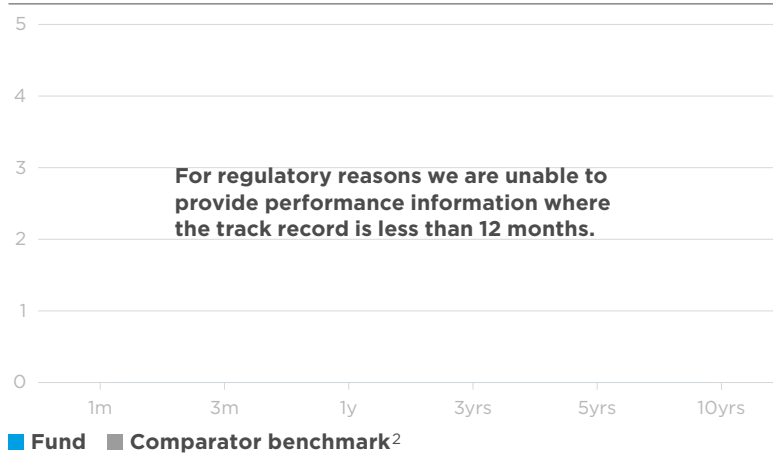 5
4
3
For regulatory reasons we are unable to
provide performance information where
the track record is less than 12 months.
2
1
0
1m 3m 1y 3yrs 5yrs 10yrs
Fund Comparator benchmark²